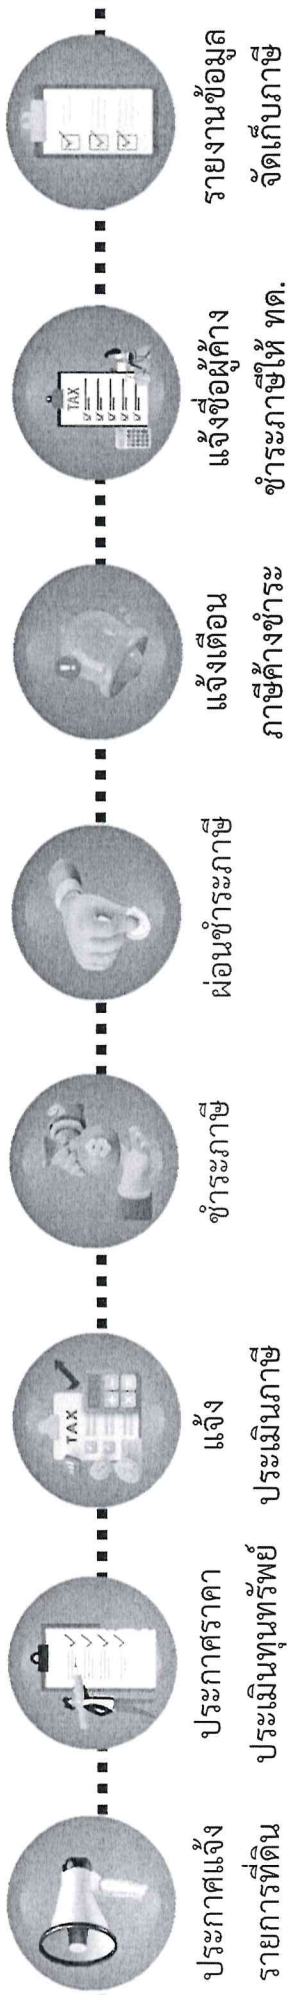 ประกาศแจ้ง
รายการที่ดิน
ประกาศราคา
ประเมินทุนทรัพย์
TAX
แจ้ง
ประเมินภาษี
ชำระภาษี
ผ่อนชำระภาษี
แจ้งเตือน
ภาษีค้างชำระ
TAX
แจ้งชื่อผู้ค้าง
ชำระภาษีให้ ทด.
รายงานข้อมูล
จัดเก็บภาษี